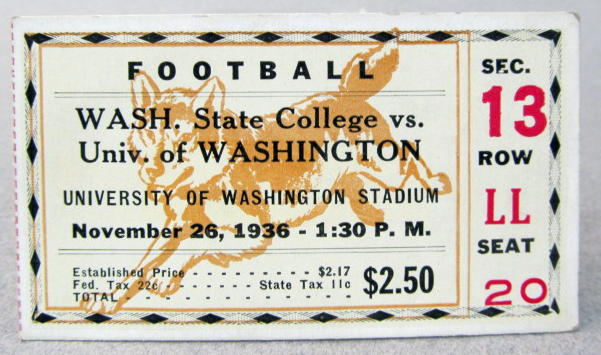 FOOTBALL
WASH. State College vs.
Univ. of WASHINGTON
UNIVERSITY OF WASHINGTON STADIUM
November 26, 1936 - 1:30 P. M.
Established Price - - - - - - - - - $2.17
Fed. Tax 22c - - - - - State Tax 11c
TOTAL - - - - - - - - - - - - $2.50
SEC.
13
ROW
LL
SEAT
20